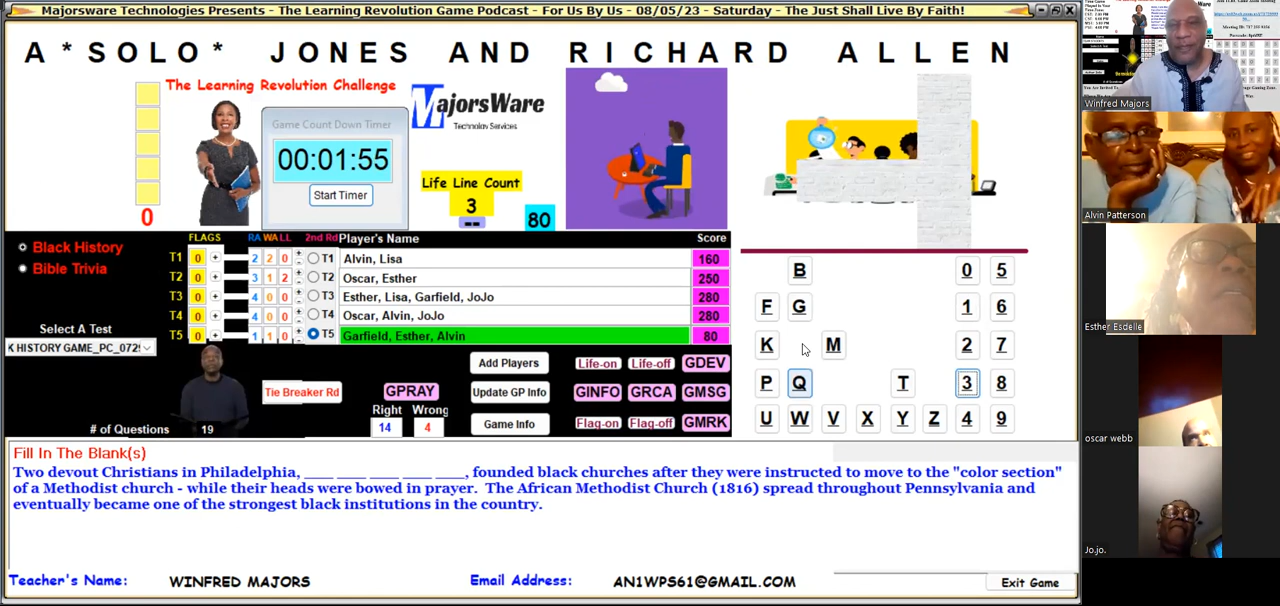 Majorsware Technologies Presents - The Learning Revolution Game Podcast - For Us By Us - 08/05/23 - Saturday - The Just Shall Live By Faith!
A*SOLO* JONES AND RICHARD ALLEN
The Learning Revolution Challenge
0
Game Count Down Timer
00:01:55
Start Timer
MajorsWare
Technology Services
Life Line Count
3
--
80
Black History
Bible Trivia
FLAGS RA WA LL 2nd Rd Player's Name Score
T1 0 + 2 2 0 T1 Alvin, Lisa 160
T2 0 + 3 1 2 T2 Oscar, Esther 250
T3 0 + 4 0 0 T3 Esther, Lisa, Garfield, JoJo 280
T4 0 + 4 0 0 T4 Oscar, Alvin, JoJo 280
T5 0 + 1 1 0 T5 Garfield, Esther, Alvin 80
Select A Test
K HISTORY GAME_PC_072
# of Questions 19
Tie Breaker Rd
GPRAY
Right Wrong
14 4
Add Players Life-on Life-off GDEV
Update GP Info GINFO GRCA GMSG
Game Info Flag-on Flag-off GMRK
B 0 5
F G 1 6
K M 2 7
P Q T 3 8
U W V X Y Z 4 9
Fill In The Blank(s)
Two devout Christians in Philadelphia, ____ ____ ____ ____ ____, founded black churches after they were instructed to move to the "color section"
of a Methodist church - while their heads were bowed in prayer. The African Methodist Church (1816) spread throughout Pennsylvania and
eventually became one of the strongest black institutions in the country.
Teacher's Name: WINFRED MAJORS Email Address: AN1WPS61@GMAIL.COM Exit Game
Winfred Majors
Alvin Patterson
Esther Esdelle
oscar webb
Jo.jo.